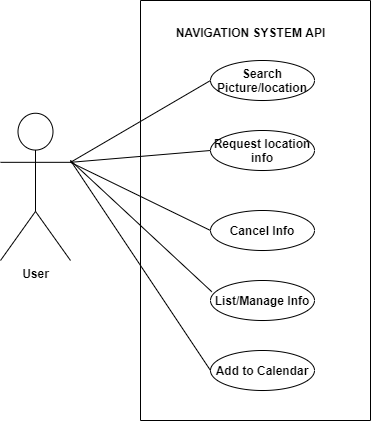 NAVIGATION SYSTEM API
Search
Picture/location
Request location
info
Cancel Info
List/Manage Info
Add to Calendar
User